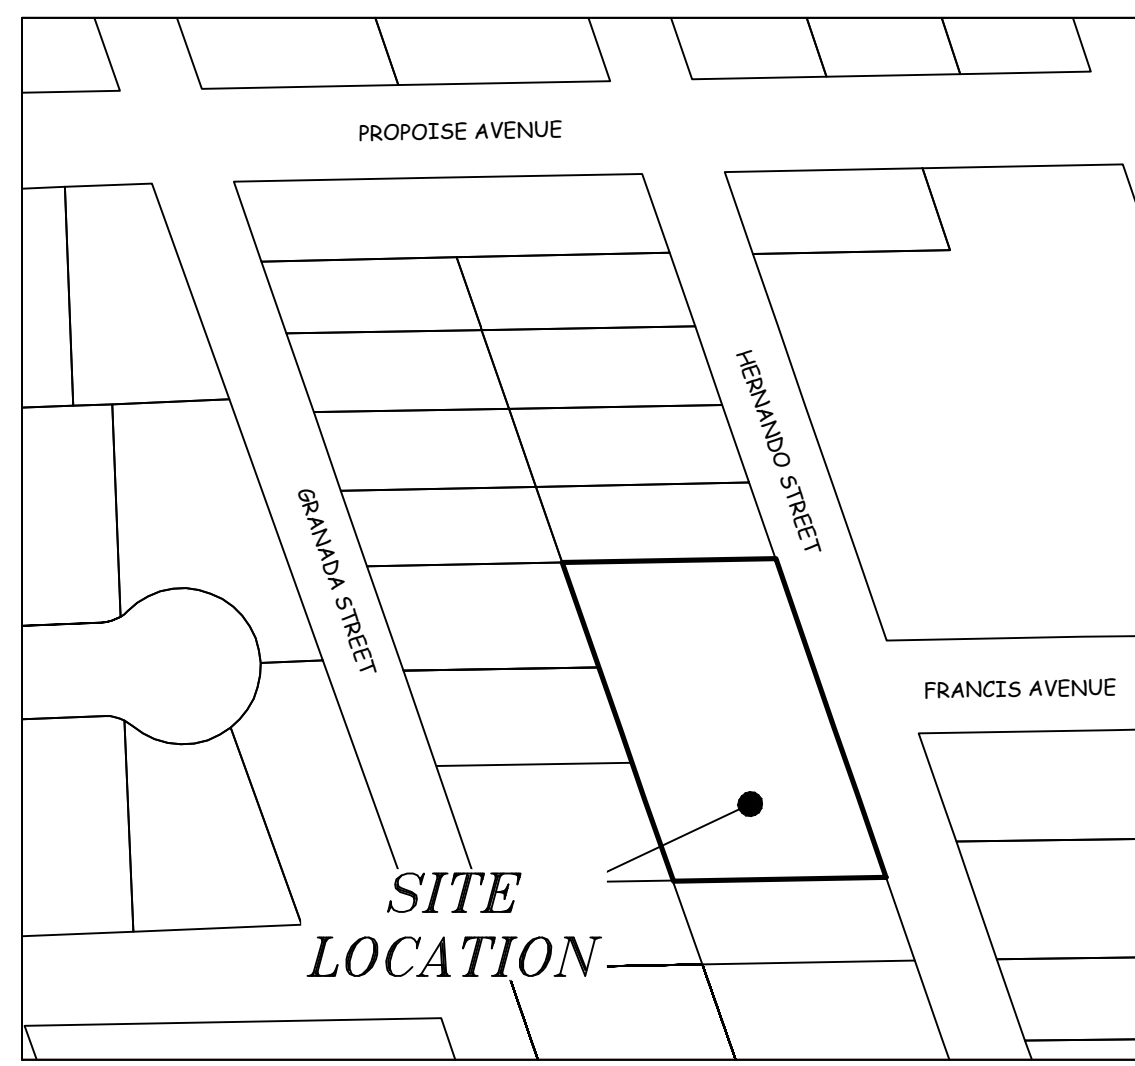 PROPOISE AVENUE
HERNANDO STREET
GRANADA STREET
FRANCIS AVENUE
SITE
LOCATION